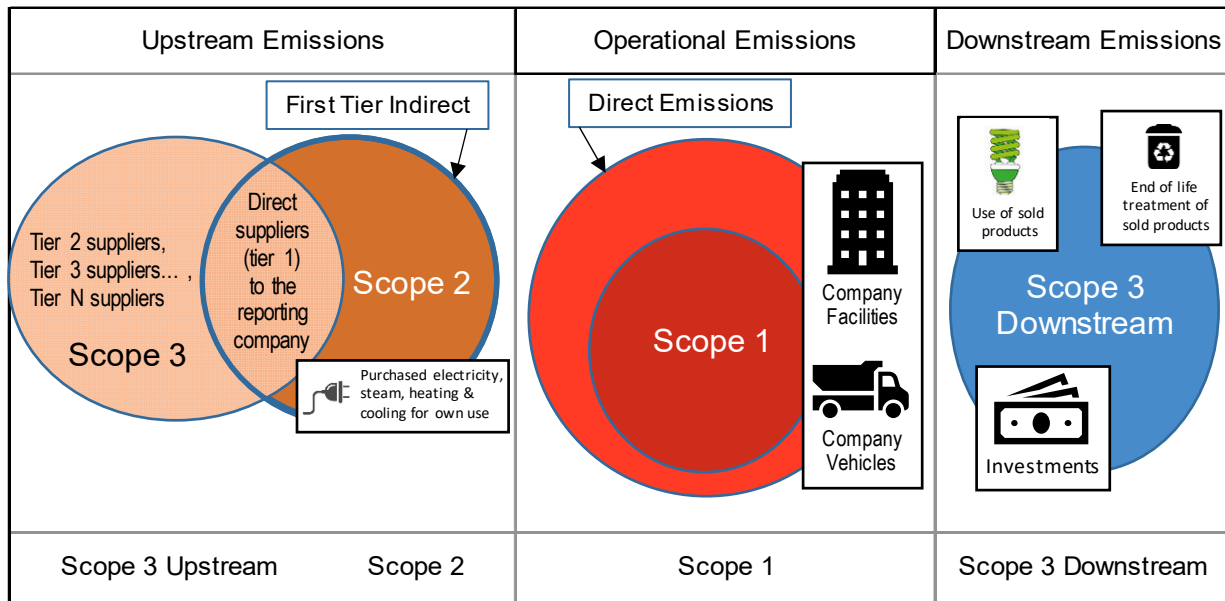 Upstream Emissions
Operational Emissions
Downstream Emissions
First Tier Indirect
Tier 2 suppliers,
Tier 3 suppliers... ,
Tier N suppliers
Scope 3
Direct
suppliers
(tier 1)
to the
reporting
company
Scope 2
Purchased electricity,
steam, heating &
cooling for own use
Direct Emissions
Scope 1
Company
Facilities
Company
Vehicles
Use of sold
products
End of life
treatment of
sold products
Scope 3
Downstream
Investments
Scope 3 Upstream
Scope 2
Scope 1
Scope 3 Downstream